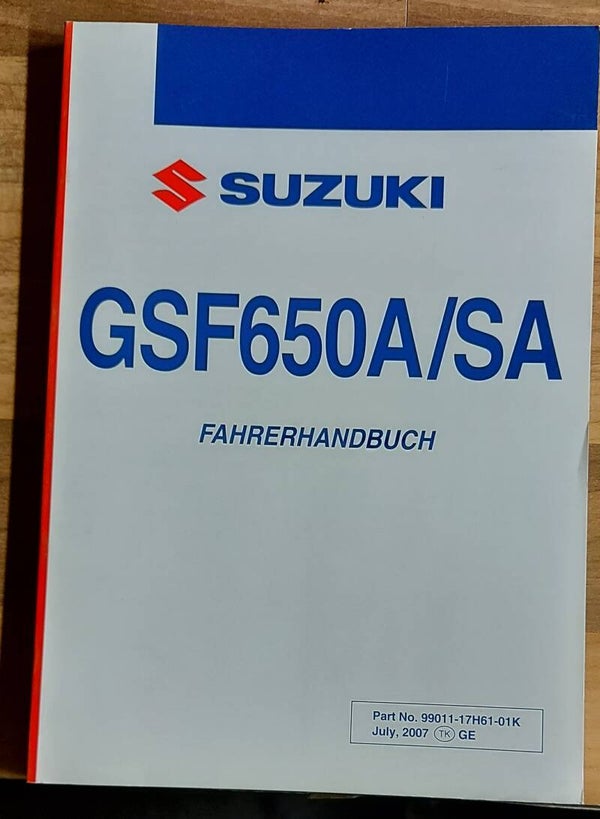 SUZUKI
GSF650A/SA
FAHRERHANDBUCH
Part No. 99011-17H61-01K
July, 2007 TK GE